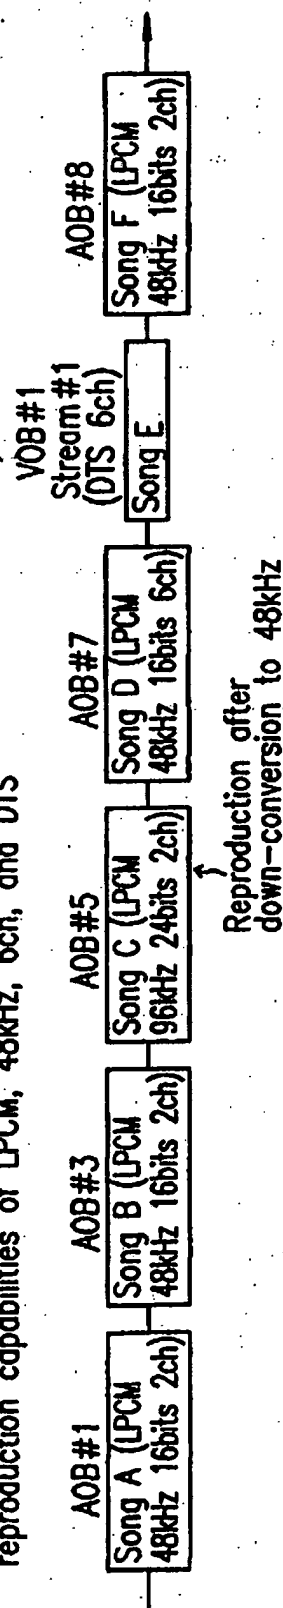 reproduction capabilities of LPCM, 48kHz, 6ch, and DTS
AOB#1
Song A (LPCM
48kHz 16bits 2ch)
AOB#3
Song B (LPCM
48kHz 16bits 2ch)
AOB#5
Song C (LPCM
96kHz 24bits 2ch)
Reproduction after
down-conversion to 48kHz
AOB#7
Song D (LPCM
48kHz 16bits 6ch)
VOB#1
Stream#1
(DTS 6ch)
Song E
AOB#8
Song F (LPCM
48kHz 16bits 2ch)